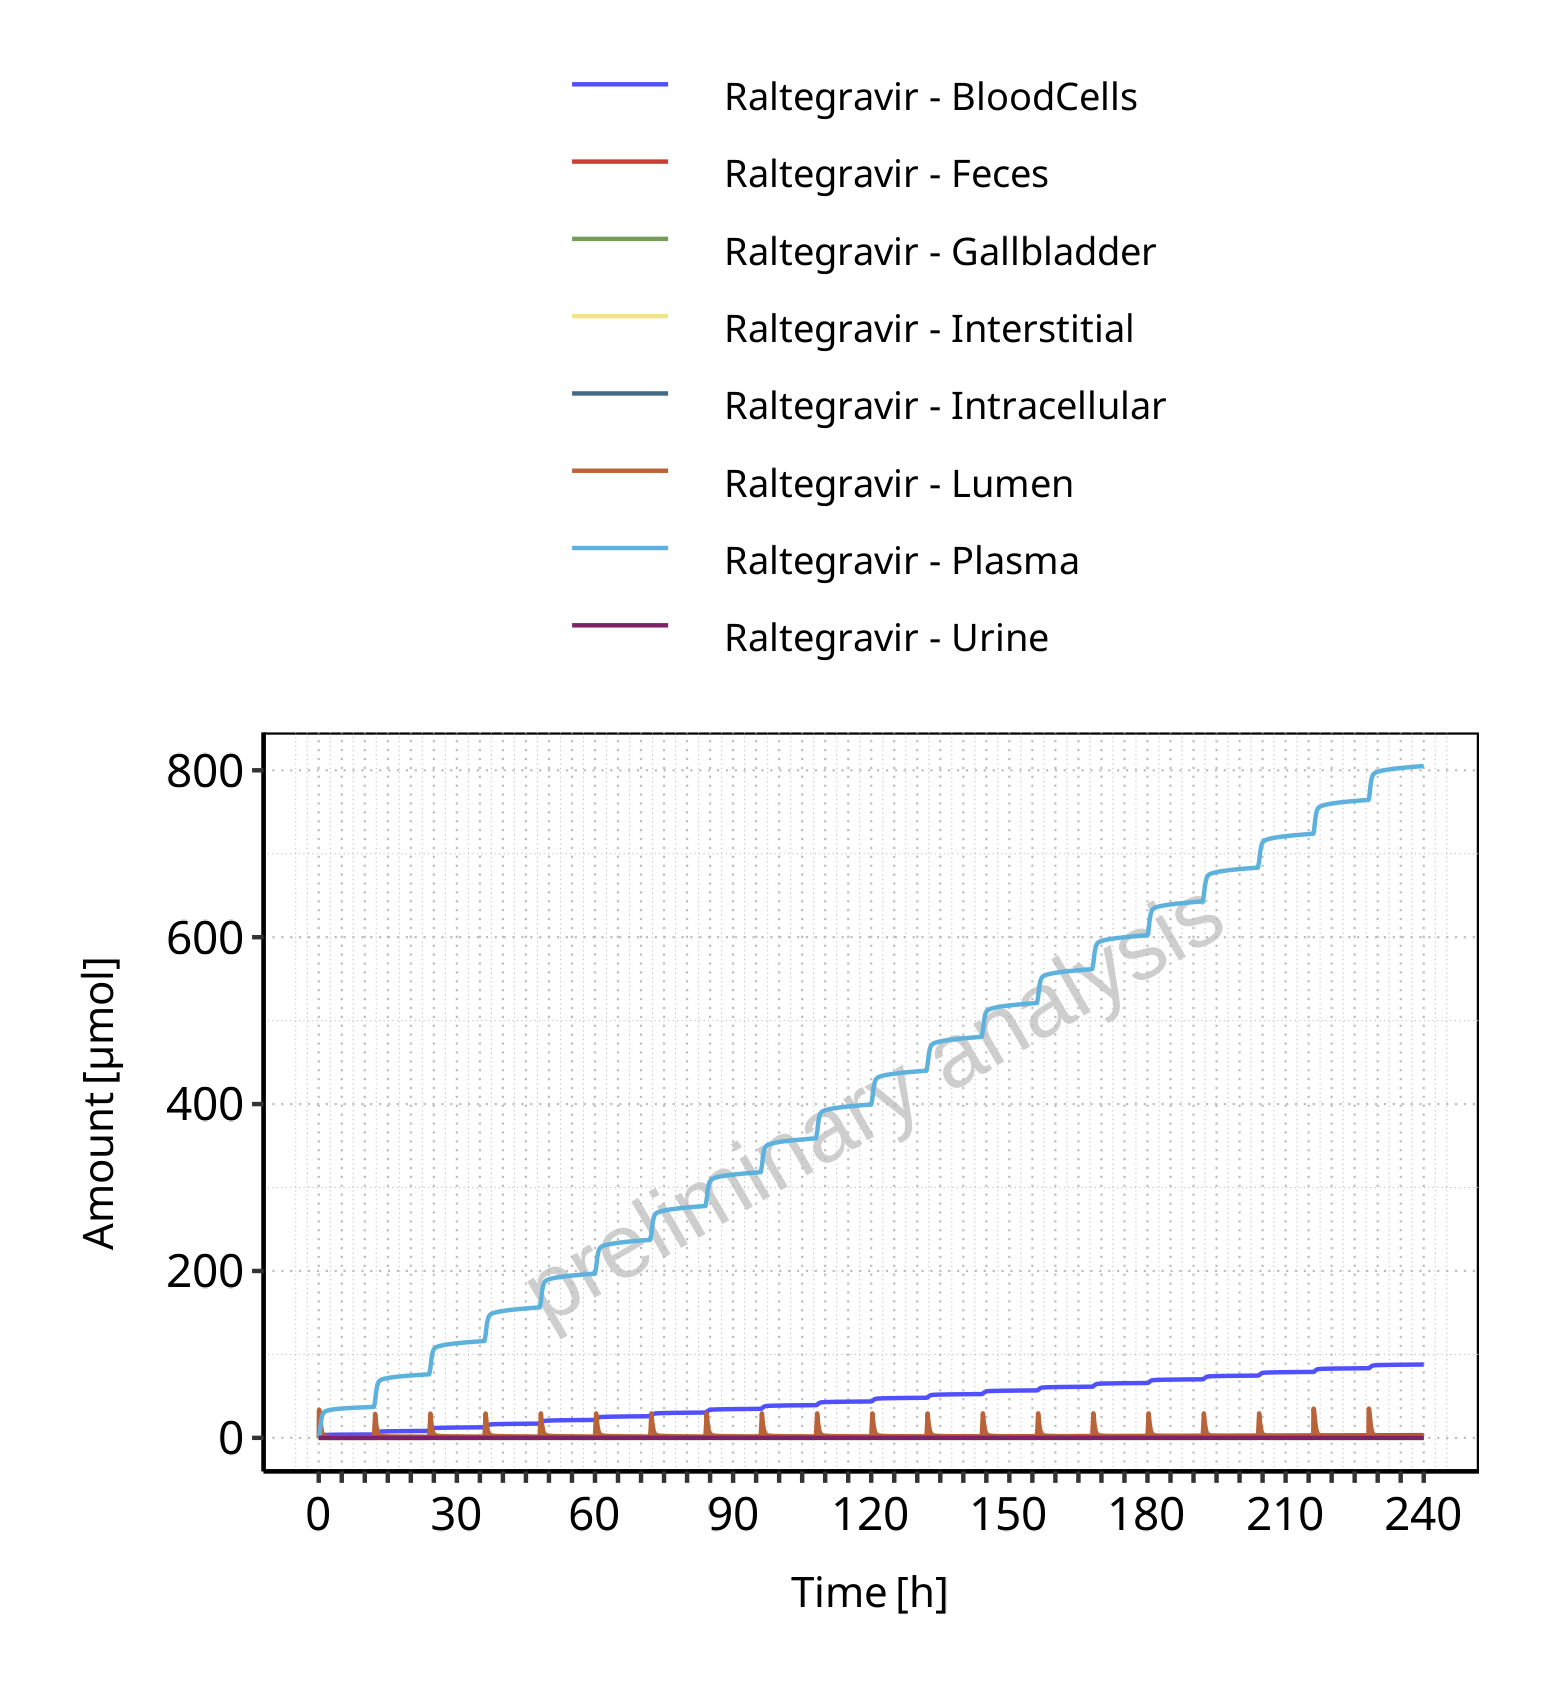 Raltegravir - BloodCells
Raltegravir - Feces
Raltegravir - Gallbladder
Raltegravir - Interstitial
Raltegravir - Intracellular
Raltegravir - Lumen
Raltegravir - Plasma
Raltegravir - Urine
800
600
400
200
0
Amount [µmol]
preliminary analysis
0 30 60 90 120 150 180 210 240
Time [h]